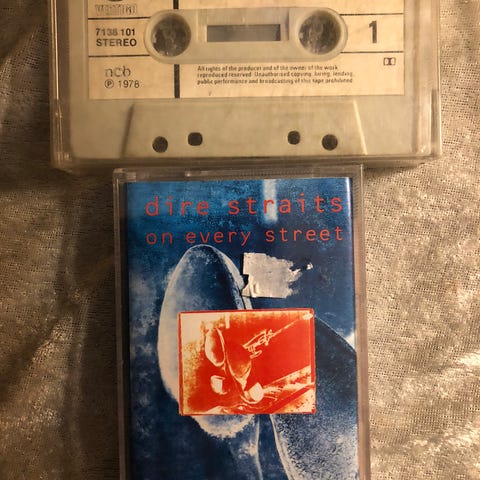 VERTIGO
7138 101
STEREO
ncb
℗ 1978
All rights of the producer and of the owner of the work
reproduced reserved. Unauthorised copying, hiring, lending,
public performance and broadcasting of this tape prohibited
1
dire straits
on every street